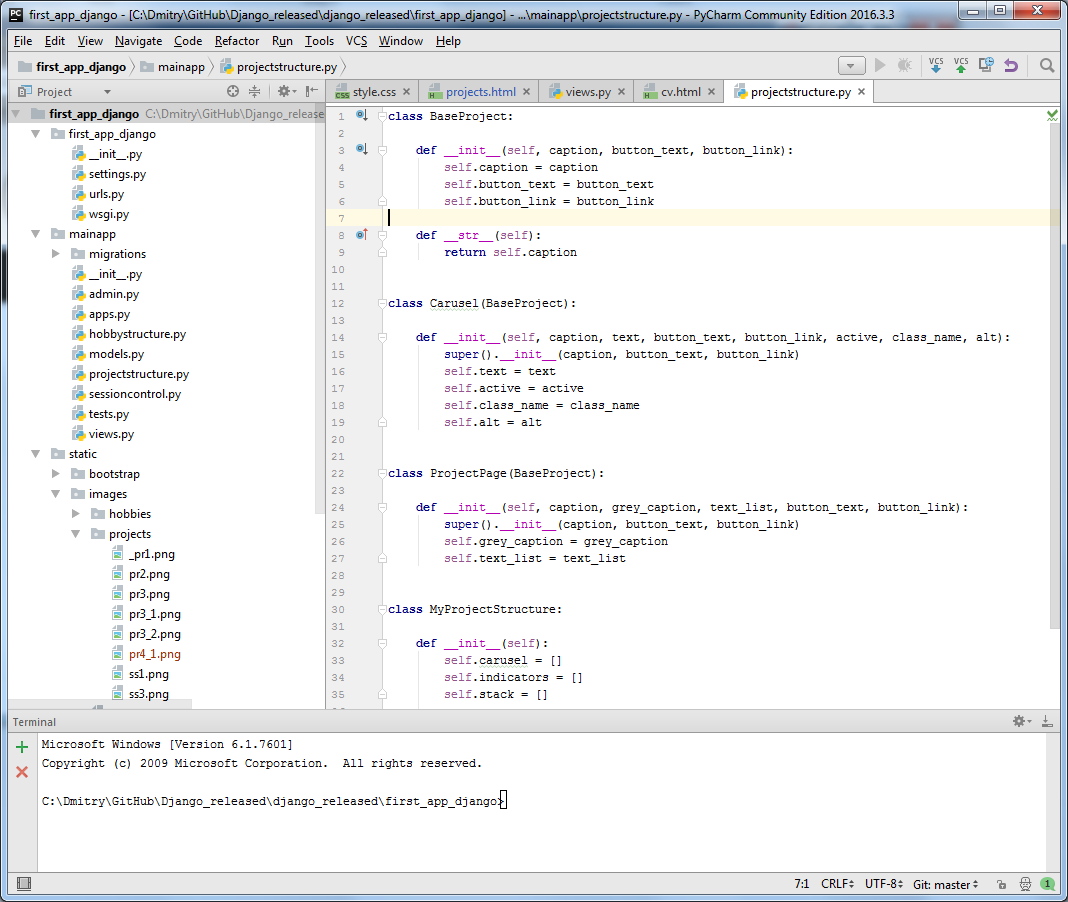 first_app_django - [C:\Dmitry\GitHub\Django_released\django_released\first_app_django] - ...\mainapp\projectstructure.py - PyCharm Community Edition 2016.3.3
File Edit View Navigate Code Refactor Run Tools VCS Window Help
first_app_django mainapp projectstructure.py
VCS VCS
Project
style.css projects.html views.py cv.html projectstructure.py
first_app_django C:\Dmitry\GitHub\Django_release
first_app_django
__init__.py
settings.py
urls.py
wsgi.py
mainapp
migrations
__init__.py
admin.py
apps.py
hobbystructure.py
models.py
projectstructure.py
sessioncontrol.py
tests.py
views.py
static
bootstrap
images
hobbies
projects
_pr1.png
pr2.png
pr3.png
pr3_1.png
pr3_2.png
pr4_1.png
ss1.png
ss3.png
1 class BaseProject:
2
3 def __init__(self, caption, button_text, button_link):
4 self.caption = caption
5 self.button_text = button_text
6 self.button_link = button_link
7
8 def __str__(self):
9 return self.caption
10
11
12 class Carusel(BaseProject):
13
14 def __init__(self, caption, text, button_text, button_link, active, class_name, alt):
15 super().__init__(caption, button_text, button_link)
16 self.text = text
17 self.active = active
18 self.class_name = class_name
19 self.alt = alt
20
21
22 class ProjectPage(BaseProject):
23
24 def __init__(self, caption, grey_caption, text_list, button_text, button_link):
25 super().__init__(caption, button_text, button_link)
26 self.grey_caption = grey_caption
27 self.text_list = text_list
28
29
30 class MyProjectStructure:
31
32 def __init__(self):
33 self.carusel = []
34 self.indicators = []
35 self.stack = []
Terminal
Microsoft Windows [Version 6.1.7601]
Copyright (c) 2009 Microsoft Corporation.  All rights reserved.
C:\Dmitry\GitHub\Django_released\django_released\first_app_django>
7:1 CRLF UTF-8 Git: master 1